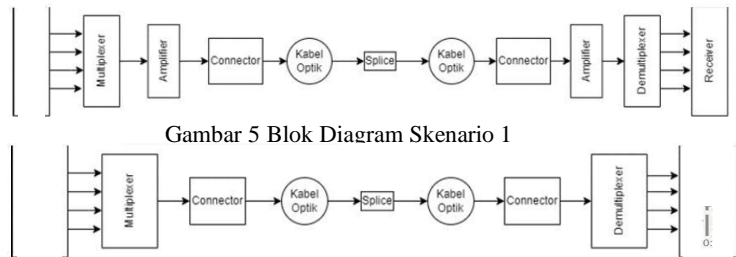 Multiplexer
Amplifier
Connector
Kabel
Optik
Splice
Kabel
Optik
Connector
Amplifier
Demultiplexer
Receiver
Gambar 5 Blok Diagram Skenario 1
Multiplexer
Connector
Kabel
Optik
Splice
Kabel
Optik
Connector
Demultiplexer